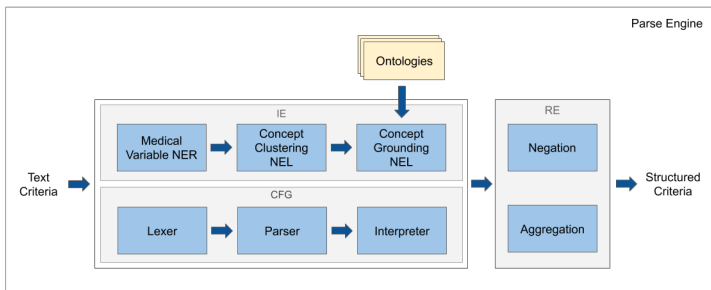 Parse Engine
Ontologies
IE
RE
Medical
Variable NER
Concept
Clustering
NEL
Concept
Grounding
NEL
Negation
Text
Criteria
Structured
Criteria
CFG
Lexer
Parser
Interpreter
Aggregation